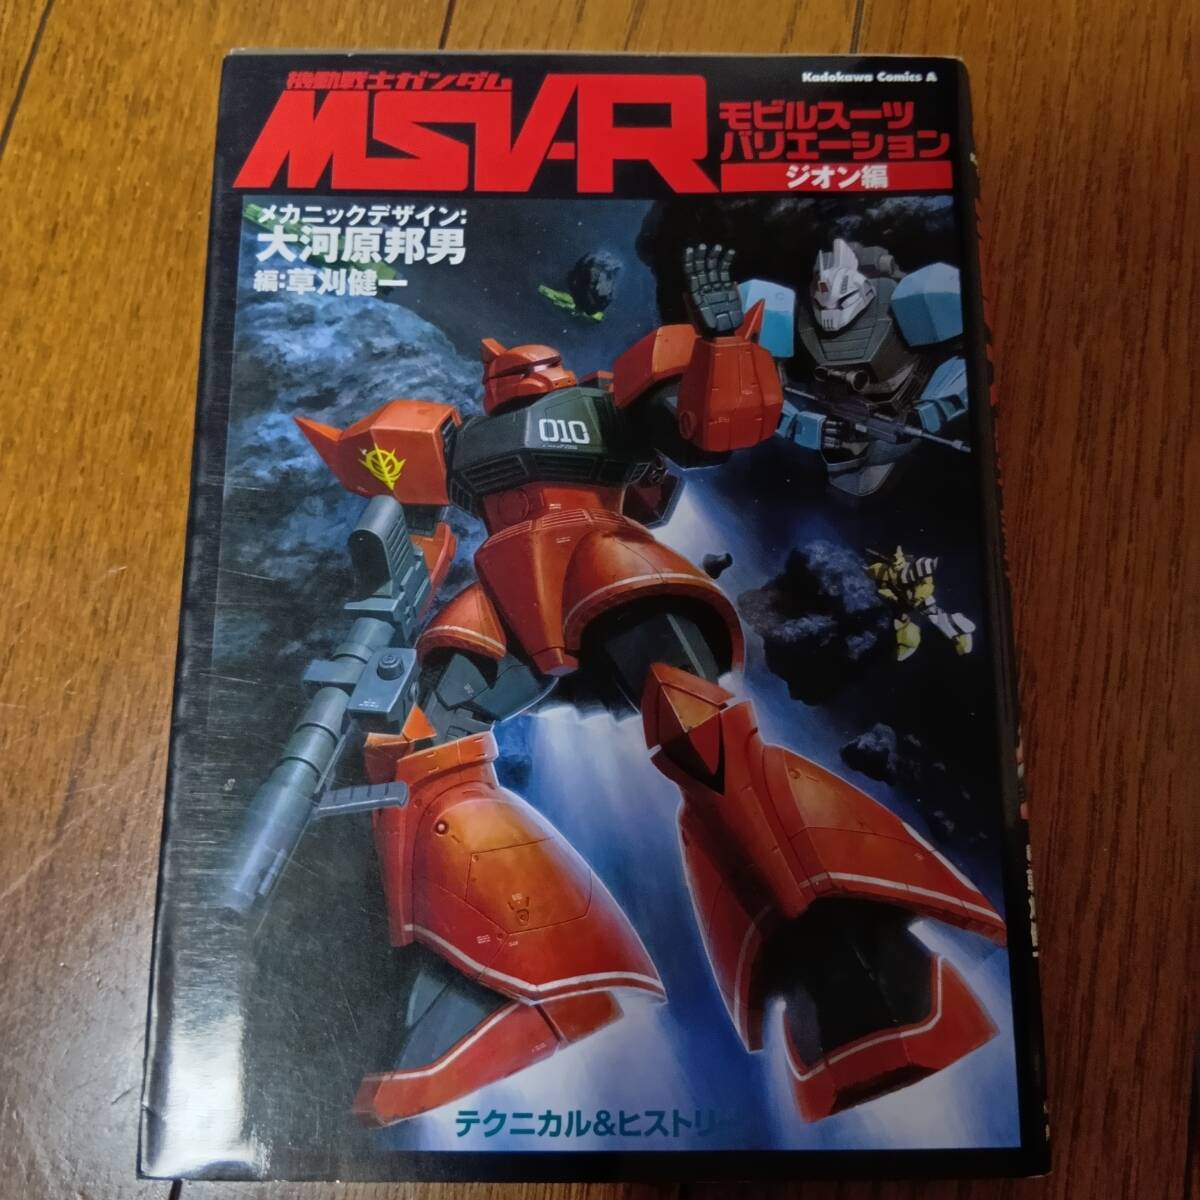 Kadokawa Comics A
機動戦士ガンダム
MSV-R
モビルスーツ
バリエーション
ジオン編
メカニックデザイン:
大河原邦男
編:草刈健一
010
テクニカル&ヒストリー